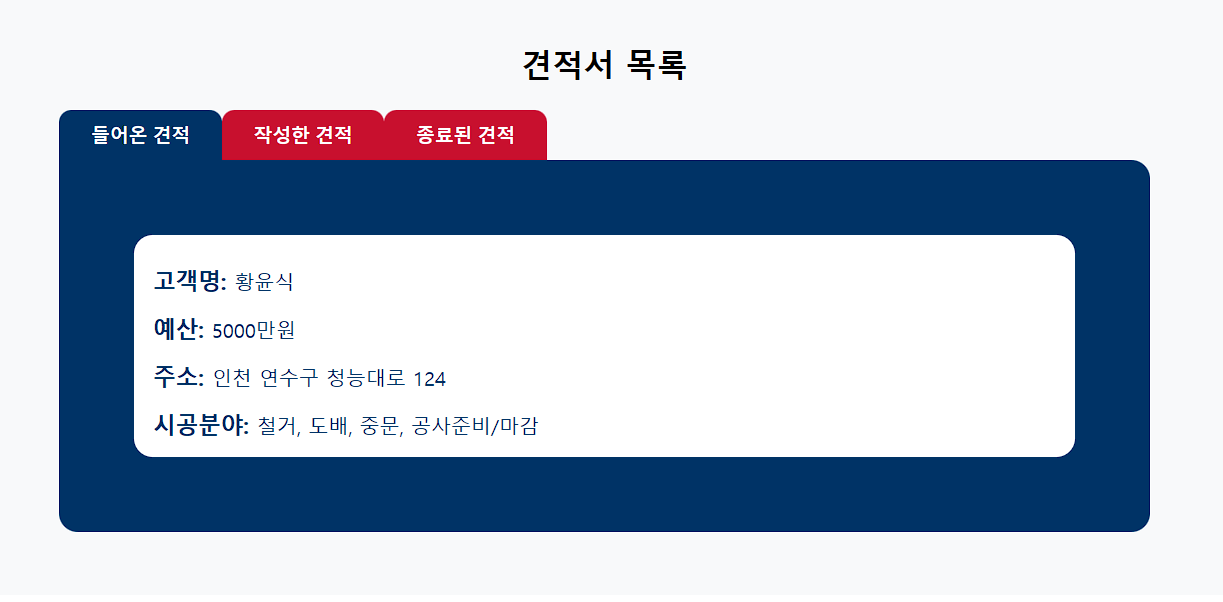 견적서 목록
들어온 견적 작성한 견적 종료된 견적
고객명: 황윤식
예산: 5000만원
주소: 인천 연수구 청능대로 124
시공분야: 철거, 도배, 중문, 공사준비/마감